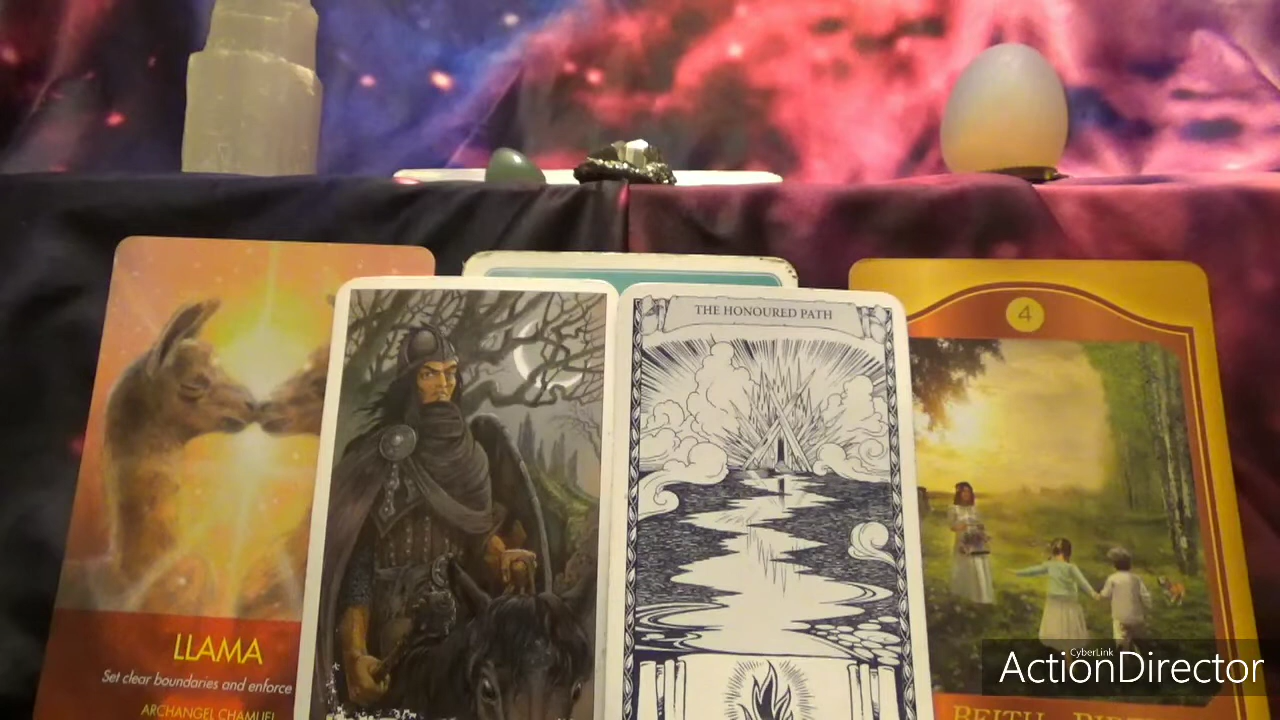 THE HONOURED PATH
4
LLAMA
Set clear boundaries and enforce
ARCHANGEL CHAMUEL
CyberLink
ActionDirector